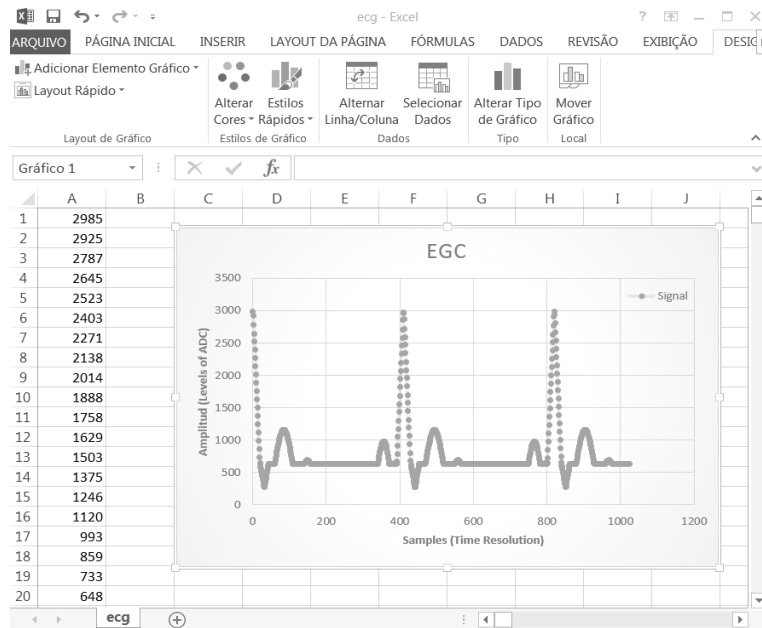 ecg - Excel
ARQUIVO PÁGINA INICIAL INSERIR LAYOUT DA PÁGINA FÓRMULAS DADOS REVISÃO EXIBIÇÃO DESIG
Adicionar Elemento Gráfico
Layout Rápido
Layout de Gráfico
Alterar Cores
Estilos Rápidos
Estilos de Gráfico
Alternar Linha/Coluna
Selecionar Dados
Dados
Alterar Tipo de Gráfico
Tipo
Mover Gráfico
Local
Gráfico 1
fx
A B C D E F G H I J
1 2985
2 2925
3 2787
4 2645
5 2523
6 2403
7 2271
8 2138
9 2014
10 1888
11 1758
12 1629
13 1503
14 1375
15 1246
16 1120
17 993
18 859
19 733
20 648
EGC
Signal
Amplitud (Levels of ADC)
3500
3000
2500
2000
1500
1000
500
0
0 200 400 600 800 1000 1200
Samples (Time Resolution)
ecg